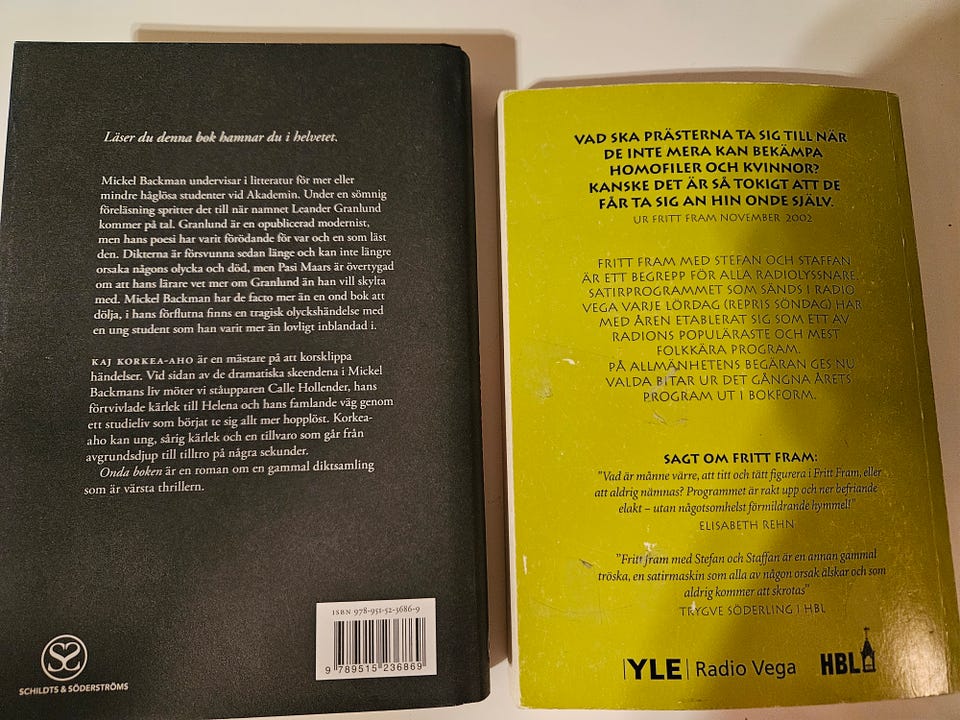 Läser du denna bok hamnar du i helvetet.
Mickel Backman undervisar i litteratur för mer eller
mindre håglösa studenter vid Akademin. Under en sömnig
föreläsning spritter det till när namnet Leander Granlund
kommer på tal. Granlund är en opublicerad modernist,
men hans poesi har varit förödande för var och en som läst
den. Dikterna är försvunna sedan länge och kan inte längre
orsaka någons olycka och död, men Pasi Maars är övertygad
om att hans lärare vet mer om Granlund än han vill skylta
med. Mickel Backman har de facto mer än en ond bok att
dölja, i hans förflutna finns en tragisk olyckshändelse med
en ung student som han varit mer än lovligt inblandad i.
KAJ KORKEA-AHO är en mästare på att korsklippa
händelser. Vid sidan av de dramatiska skeendena i Mickel
Backmans liv möter vi ståupparen Calle Hollender, hans
förtvivlade kärlek till Helena och hans famlande väg genom
ett studieliv som börjat te sig allt mer hopplöst. Korkea-
aho kan ung, sårig kärlek och en tillvaro som går från
avgrundsdjup till tilltro på några sekunder.
Onda boken är en roman om en gammal diktsamling
som är värsta thrillern.
ISBN 978-951-52-3686-9
9 789515 236869
SCHILDTS & SÖDERSTRÖMS
VAD SKA PRÄSTERNA TA SIG TILL NÄR
DE INTE MERA KAN BEKÄMPA
HOMOFILER OCH KVINNOR?
KANSKE DET ÄR SÅ TOKIGT ATT DE
FÅR TA SIG AN HIN ONDE SJÄLV.
UR FRITT FRAM NOVEMBER 2002
FRITT FRAM MED STEFAN OCH STAFFAN
ÄR ETT BEGREPP FÖR ALLA RADIOLYSSNARE.
SATIRPROGRAMMET SOM SÄNDS I RADIO
VEGA VARJE LÖRDAG (REPRIS SÖNDAG) HAR
MED ÅREN ETABLERAT SIG SOM ETT AV
RADIONS POPULÄRASTE OCH MEST
FOLKKÄRA PROGRAM.
PÅ ALLMÄNHETENS BEGÄRAN GES NU
VALDA BITAR UR DET GÅNGNA ÅRETS
PROGRAM UT I BOKFORM.
SAGT OM FRITT FRAM:
"Vad är månne värre, att titt och tätt figurera i Fritt Fram, eller
att aldrig nämnas? Programmet är rakt upp och ner befriande
elakt – utan någotsomhelst förmildrande hymmel!"
ELISABETH REHN
"Fritt fram med Stefan och Staffan är en annan gammal
tröska, en satirmaskin som alla av någon orsak älskar och som
aldrig kommer att skrotas"
TRYGVE SÖDERLING I HBL
YLE Radio Vega HBL